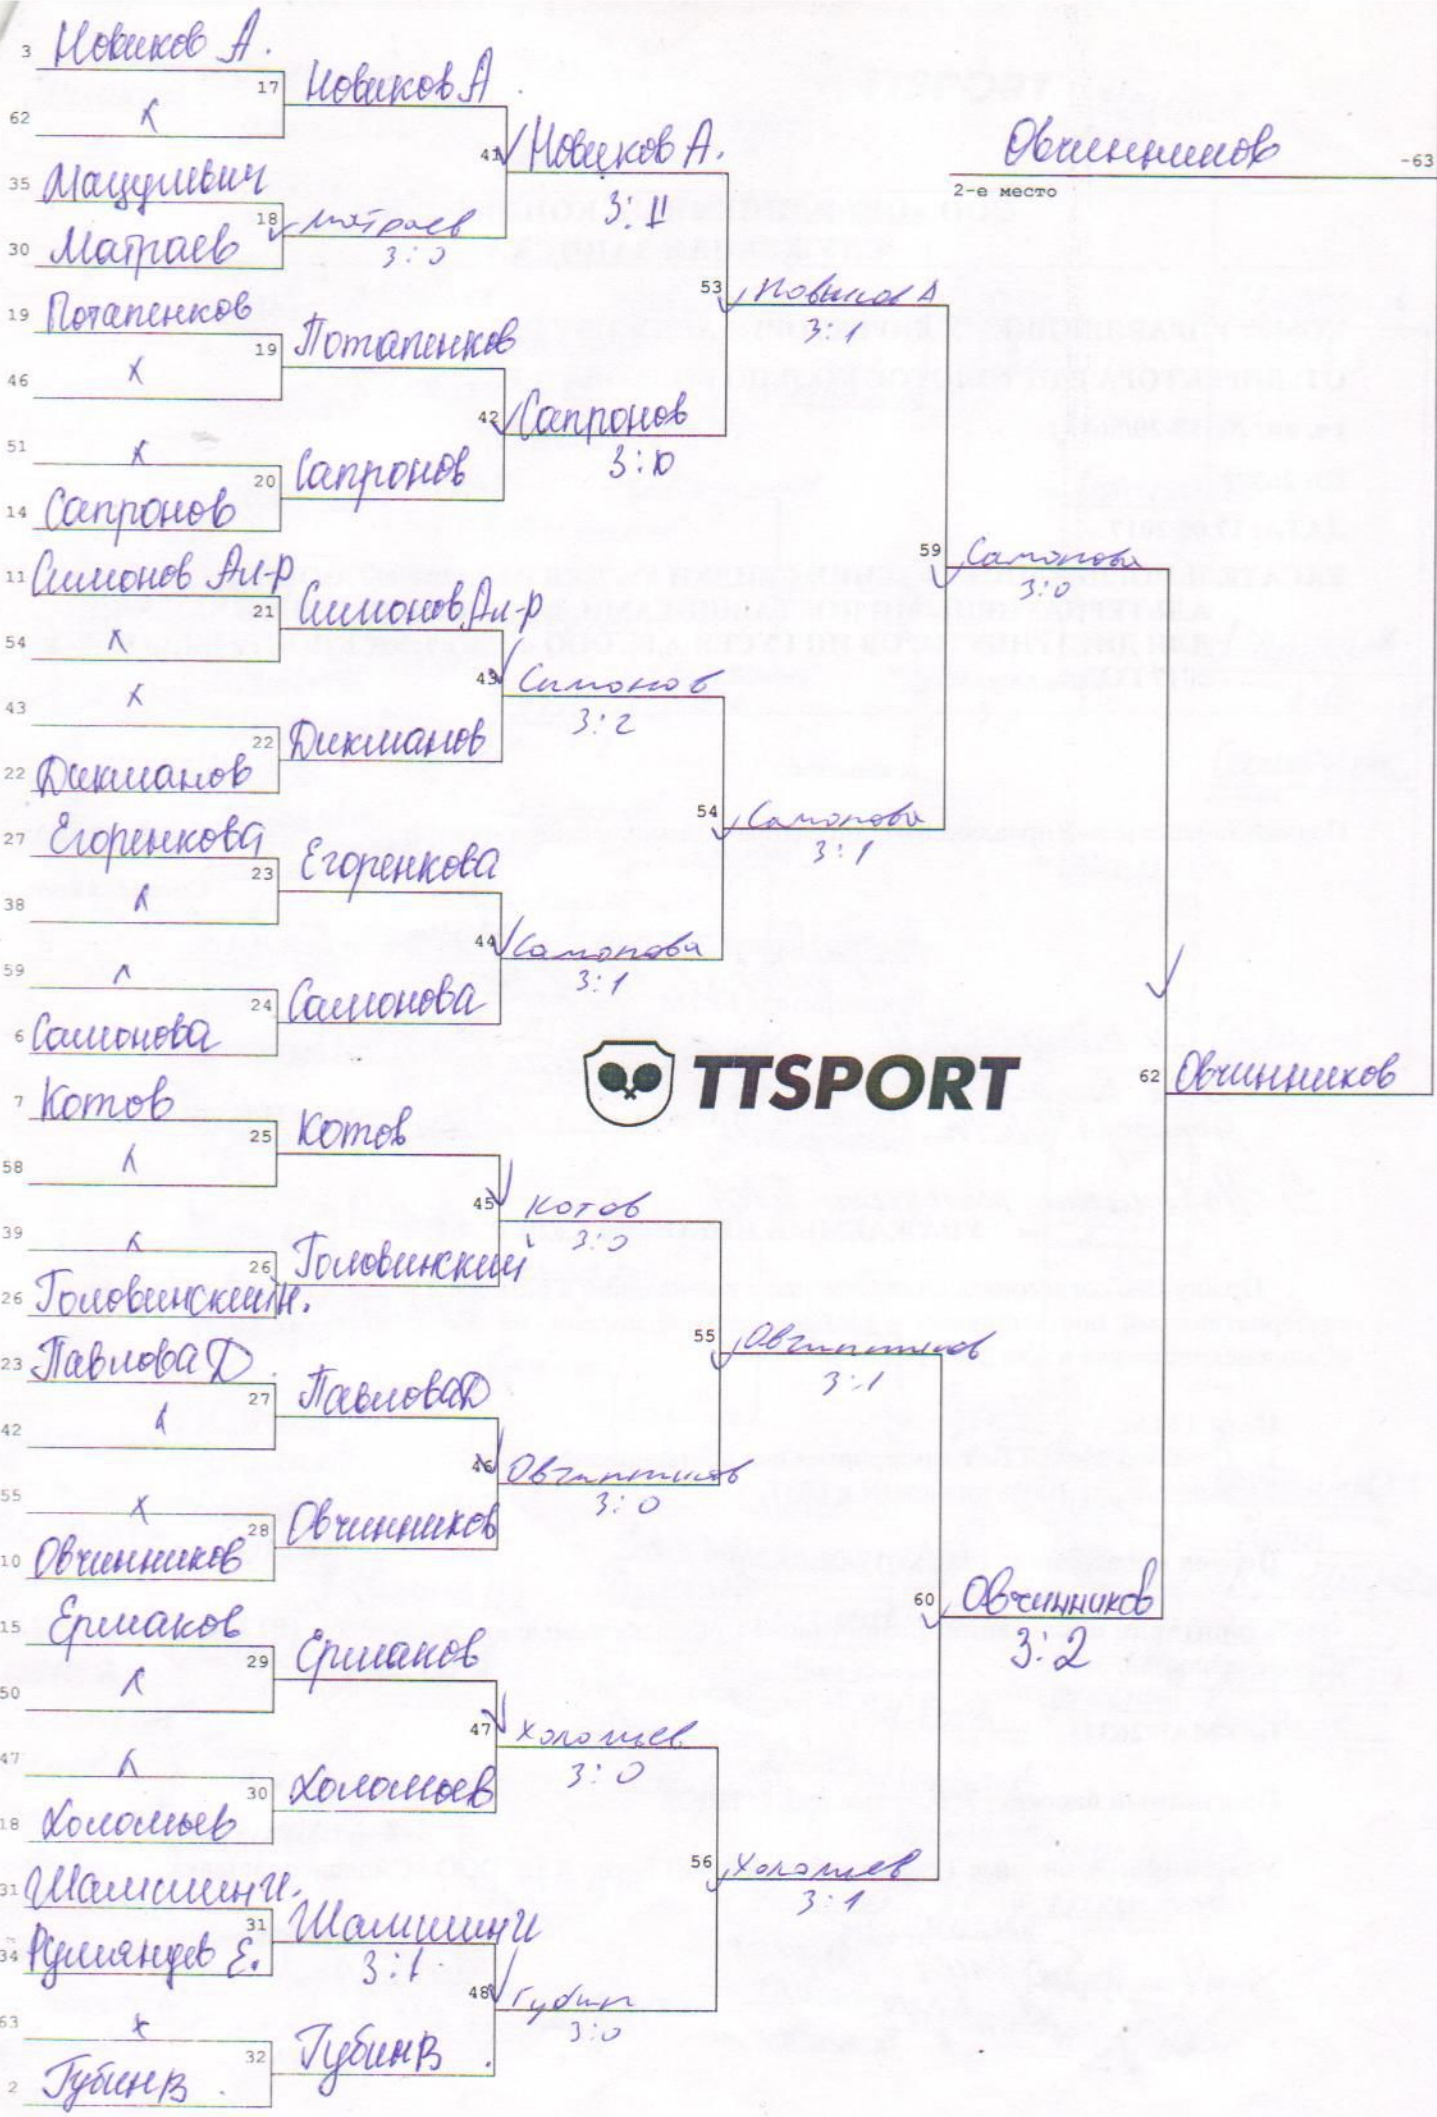 3 Новиков А.
17 Новиков А
62 х
41 Новиков А.
3:1
Овчинников -63
2-е место
35 Мацулевич
18 Матраев
3:0
30 Матраев
19 Потапенков
53 Новиков А
3:1
19 Потапенков
46 х
42 Сапронов
3:0
51 х
20 Сапронов
14 Сапронов
59 Самонова
3:0
11 Симонов Ал-р
21 Симонов Ал-р
54 х
43 Симонов
3:2
43 х
22 Дикманов
22 Дикманов
54 Самонова
3:1
27 Егоренкова
23 Егоренкова
38 х
44 Самонова
3:1
59 х
24 Самонова
6 Самонова
TTSPORT
62 Овчинников
7 Котов
25 Котов
58 х
45 Котов
3:0
39 х
26 Головинский
26 Головинский Н.
55 Овчинников
3:1
23 Павлова Д.
27 Павлова Д
42 х
46 Овчинников
3:0
55 х
28 Овчинников
10 Овчинников
60 Овчинников
3:2
15 Ермаков
29 Ермаков
50 х
47 Холопьев
3:0
47 х
30 Холопьев
18 Холопьев
56 Холопьев
3:1
31 Шамшин И.
31 Шамшин И
3:1
34 Румянцев Е.
48 Губин
3:0
63 х
32 Губин В.
2 Губин В.